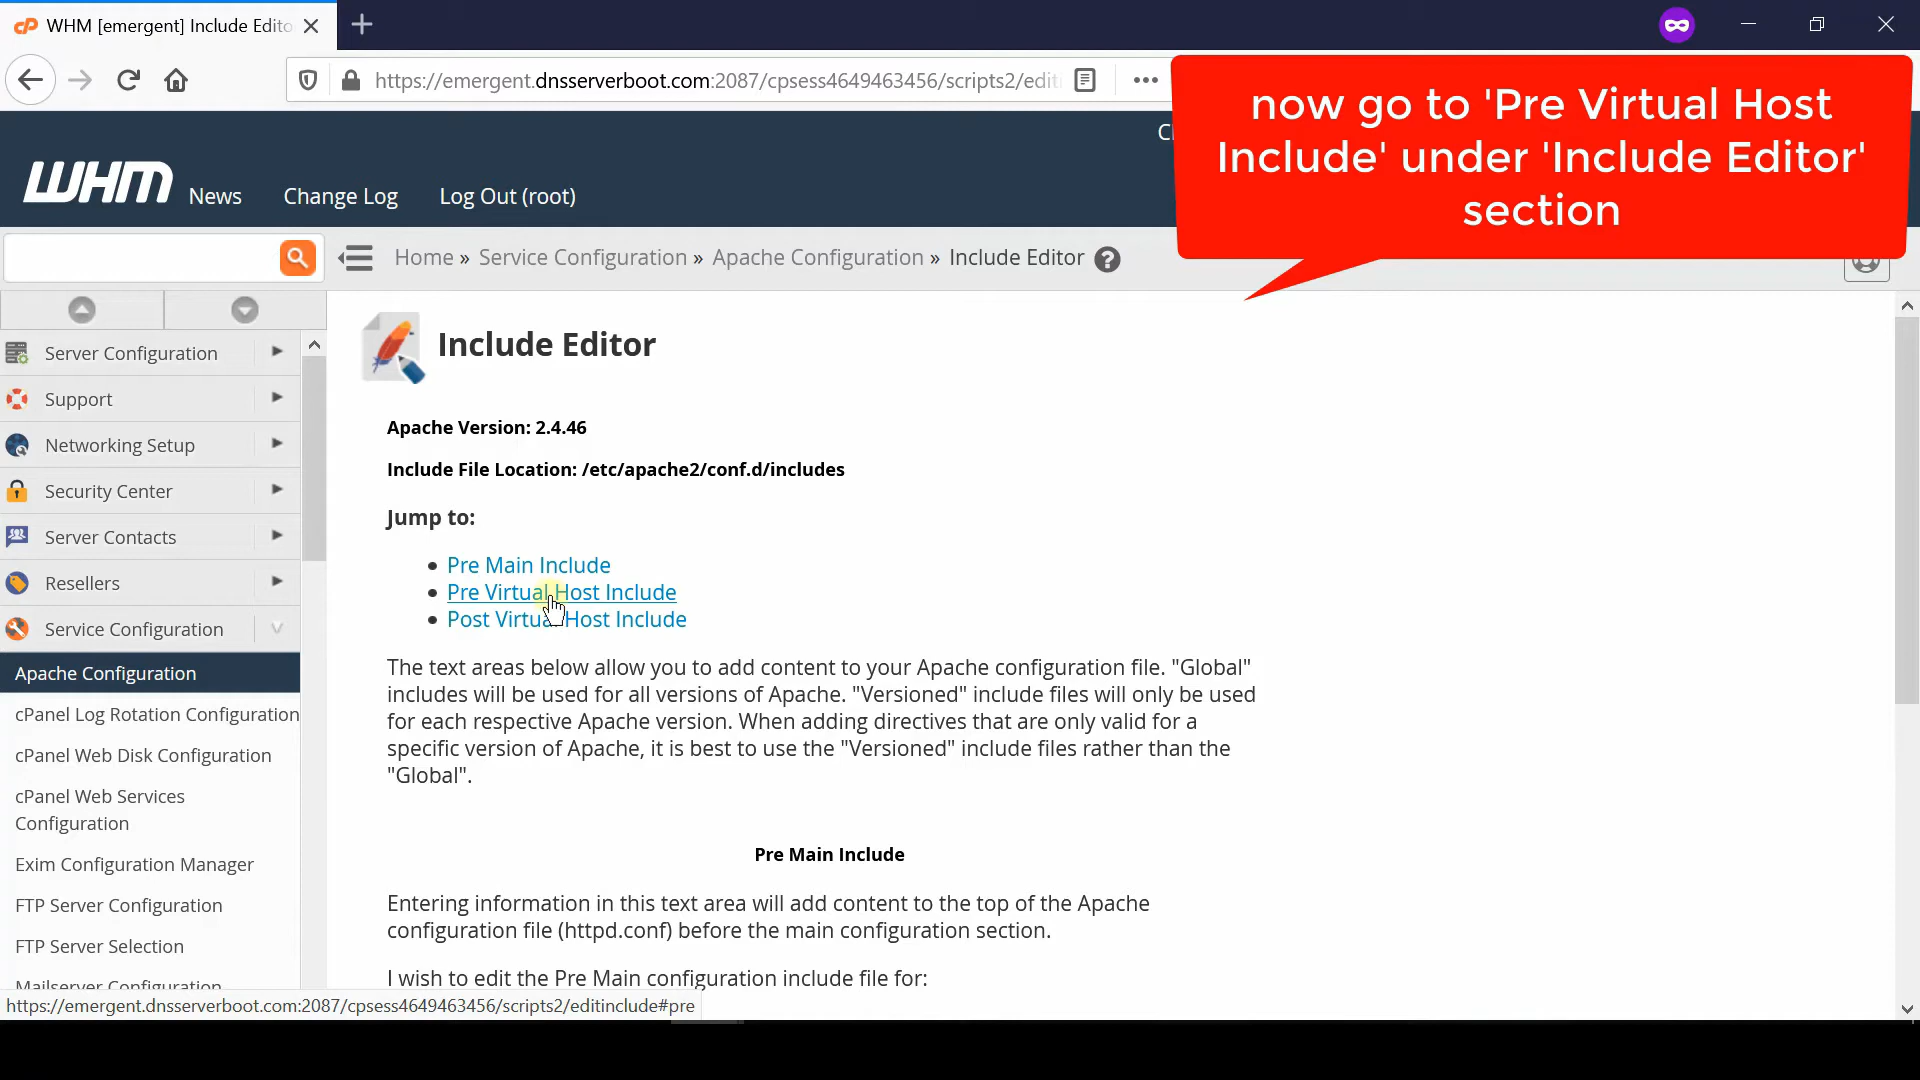 WHM [emergent] Include Edito
https://emergent.dnsserverboot.com:2087/cpsess4649463456/scripts2/edit
now go to 'Pre Virtual Host
Include' under 'Include Editor'
section
WHM
News
Change Log
Log Out (root)
Home » Service Configuration » Apache Configuration » Include Editor
Server Configuration
Support
Networking Setup
Security Center
Server Contacts
Resellers
Service Configuration
Apache Configuration
cPanel Log Rotation Configuration
cPanel Web Disk Configuration
cPanel Web Services
Configuration
Exim Configuration Manager
FTP Server Configuration
FTP Server Selection
Mailserver Configuration
Include Editor
Apache Version: 2.4.46
Include File Location: /etc/apache2/conf.d/includes
Jump to:
Pre Main Include
Pre Virtual Host Include
Post Virtual Host Include
The text areas below allow you to add content to your Apache configuration file. "Global"
includes will be used for all versions of Apache. "Versioned" include files will only be used
for each respective Apache version. When adding directives that are only valid for a
specific version of Apache, it is best to use the "Versioned" include files rather than the
"Global".
Pre Main Include
Entering information in this text area will add content to the top of the Apache
configuration file (httpd.conf) before the main configuration section.
I wish to edit the Pre Main configuration include file for:
https://emergent.dnsserverboot.com:2087/cpsess4649463456/scripts2/editinclude#pre